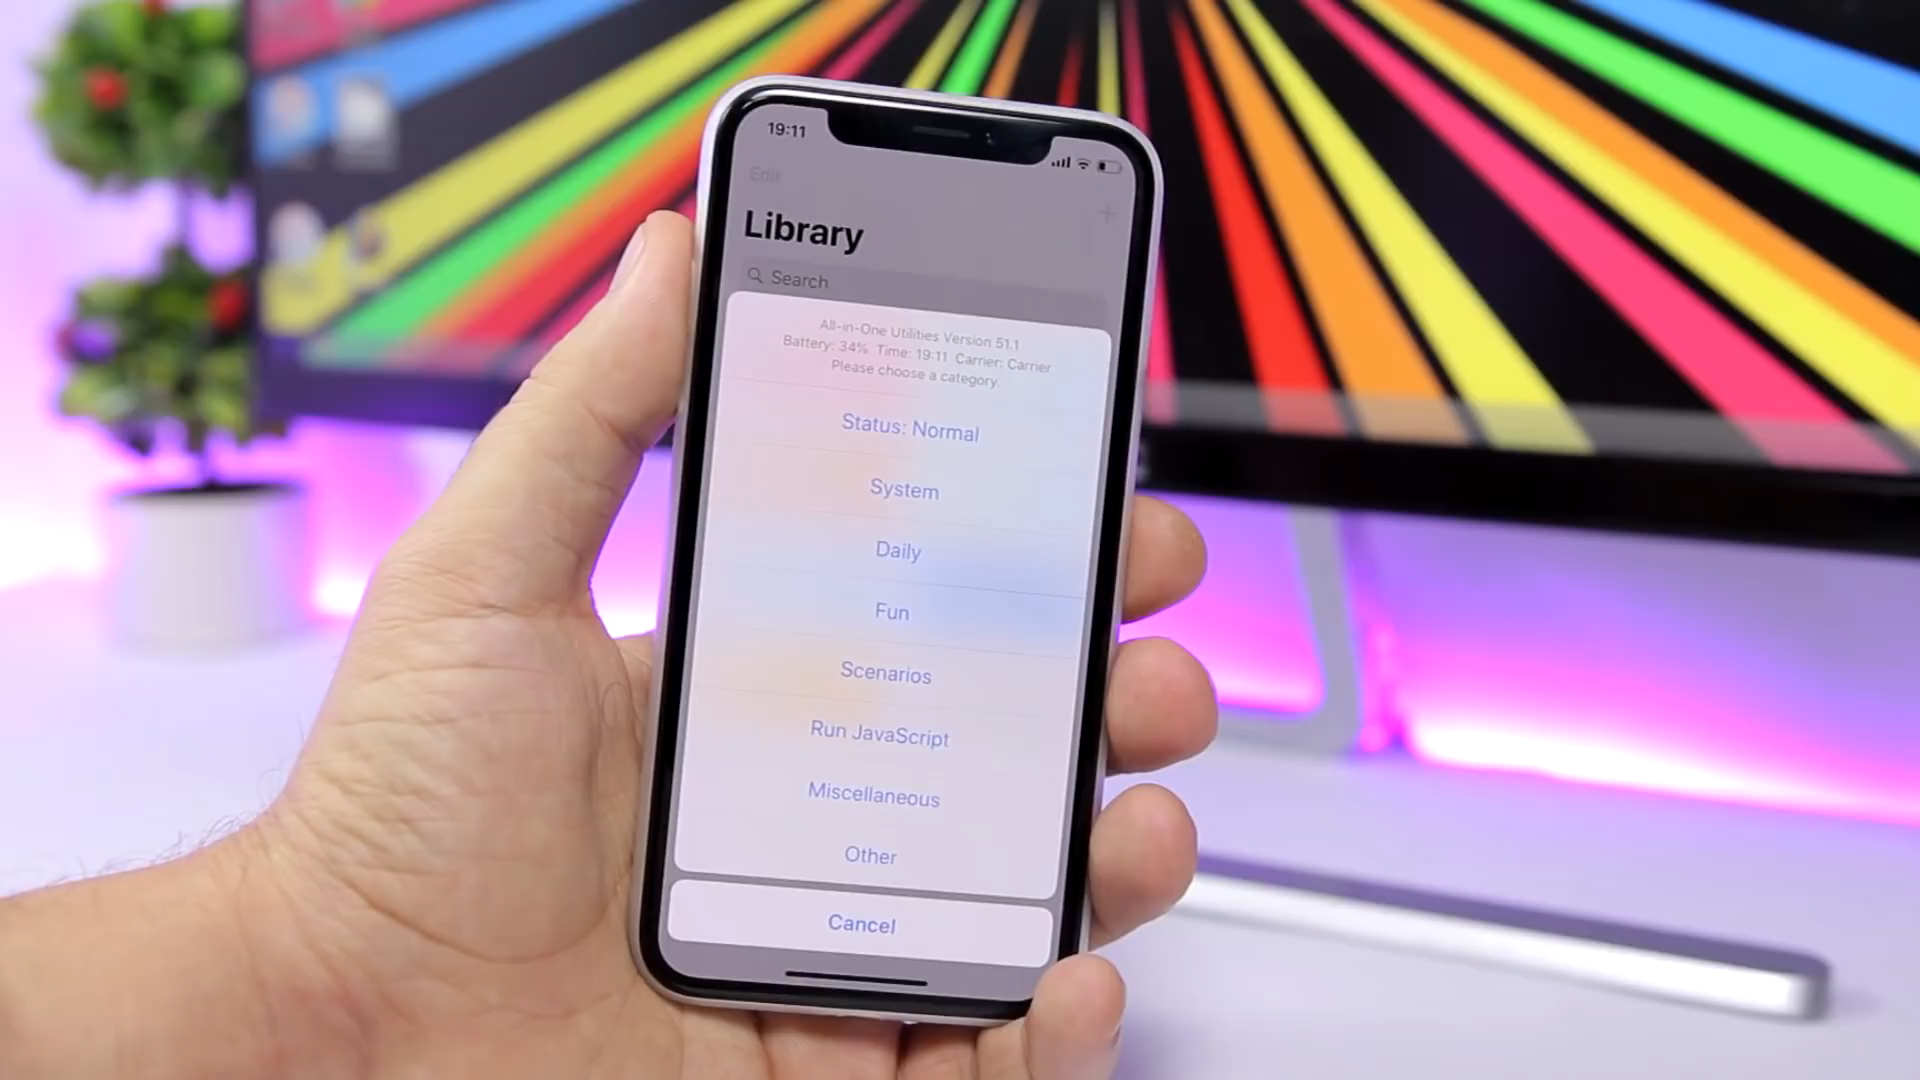 19:11
Edit
Library
Search
All-in-One Utilities Version 51.1
Battery: 34% Time: 19:11 Carrier: Carrier
Please choose a category.
Status: Normal
System
Daily
Fun
Scenarios
Run JavaScript
Miscellaneous
Other
Cancel